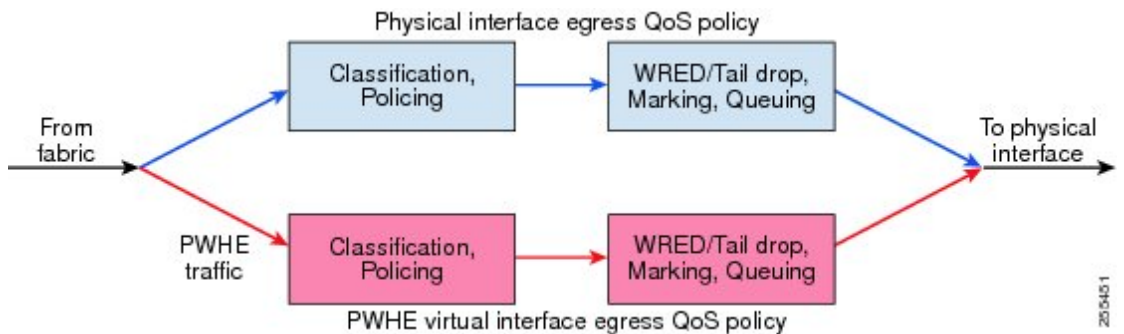 Physical interface egress QoS policy
Classification,
Policing
WRED/Tail drop,
Marking, Queuing
From
fabric
To physical
interface
PWHE
traffic
Classification,
Policing
WRED/Tail drop,
Marking, Queuing
PWHE virtual interface egress QoS policy
255451